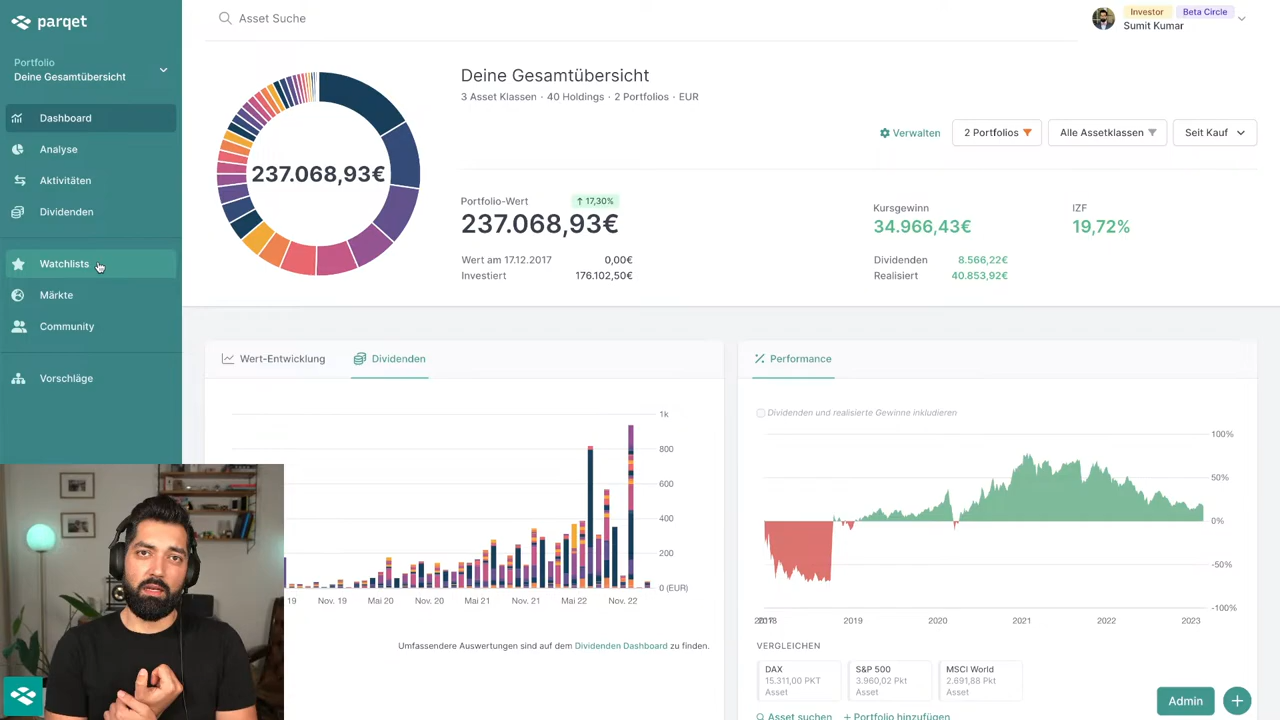 parqet
Portfolio
Deine Gesamtübersicht
Dashboard
Analyse
Aktivitäten
Dividenden
Watchlists
Märkte
Community
Vorschläge
Asset Suche
Investor
Beta Circle
Sumit Kumar
237.068,93€
Deine Gesamtübersicht
3 Asset Klassen · 40 Holdings · 2 Portfolios · EUR
Verwalten
2 Portfolios
Alle Assetklassen
Seit Kauf
Portfolio-Wert
↑ 17,30%
237.068,93€
Wert am 17.12.2017 0,00€
Investiert 176.102,50€
Kursgewinn
34.966,43€
Dividenden 8.566,22€
Realisiert 40.853,92€
IZF
19,72%
Wert-Entwicklung
Dividenden
1k
800
600
400
200
0 (EUR)
19 Nov. 19 Mai 20 Nov. 20 Mai 21 Nov. 21 Mai 22 Nov. 22
Umfassendere Auswertungen sind auf dem Dividenden Dashboard zu finden.
Performance
Dividenden und realisierte Gewinne inkludieren
100%
50%
0%
-50%
-100%
2018 2019 2020 2021 2022 2023
VERGLEICHEN
DAX
15.311,00 PKT
Asset
S&P 500
3.960,02 Pkt
Asset
MSCI World
2.691,88 Pkt
Asset
Asset suchen
+ Portfolio hinzufügen
Admin